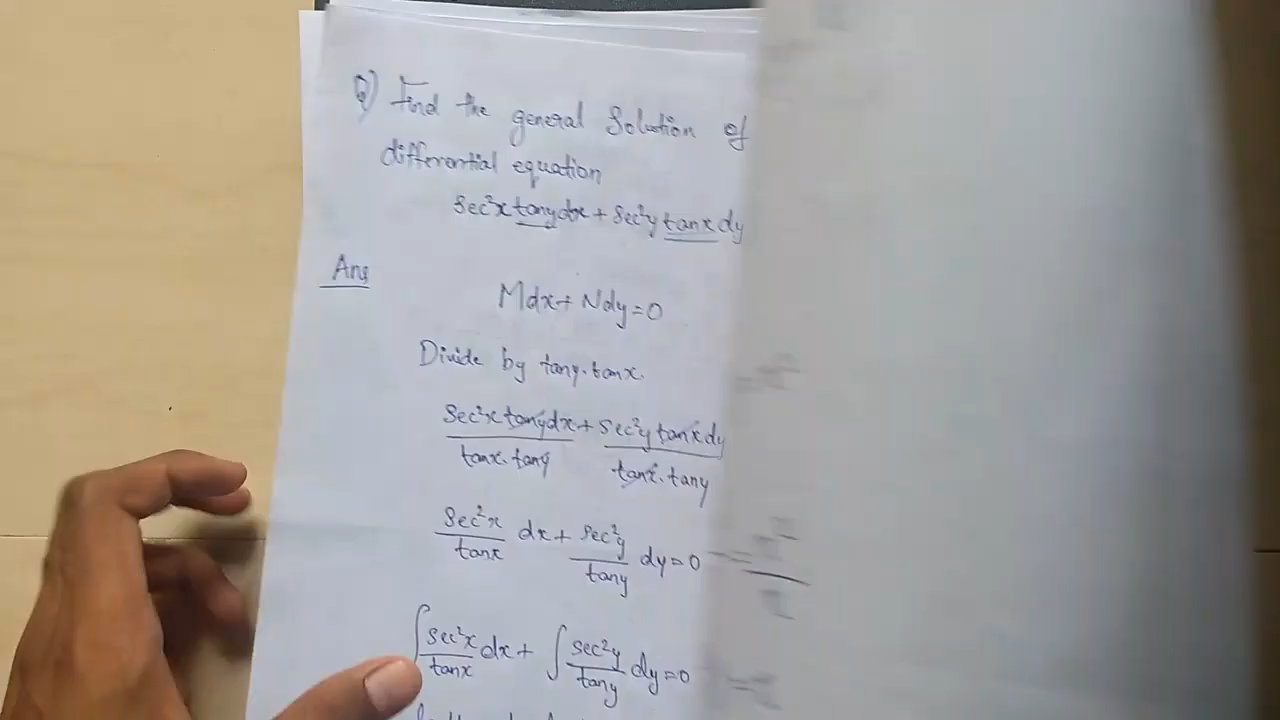 Q) Find the general Solution of
differential equation
Sec²x tany dx + Sec²y tanx dy
Ans
Mdx + Ndy = 0
Divide by tany.tanx.
Sec²x tany dx + Sec²y tanx dy
tanx. tany tanx. tany
Sec²x dx + Sec²y dy = 0
tanx tany
∫ Sec²x dx + ∫ Sec²y dy = 0
tanx tany